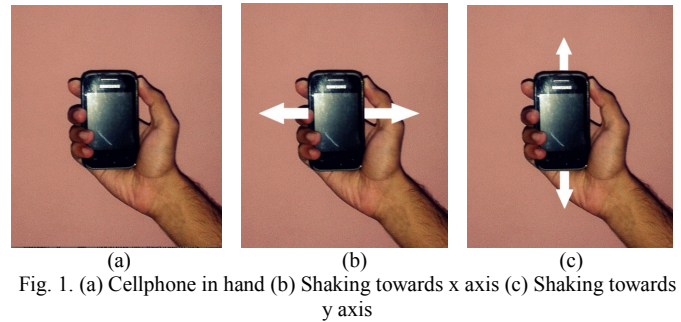 (a)
(b)
(c)
Fig. 1. (a) Cellphone in hand (b) Shaking towards x axis (c) Shaking towards
y axis